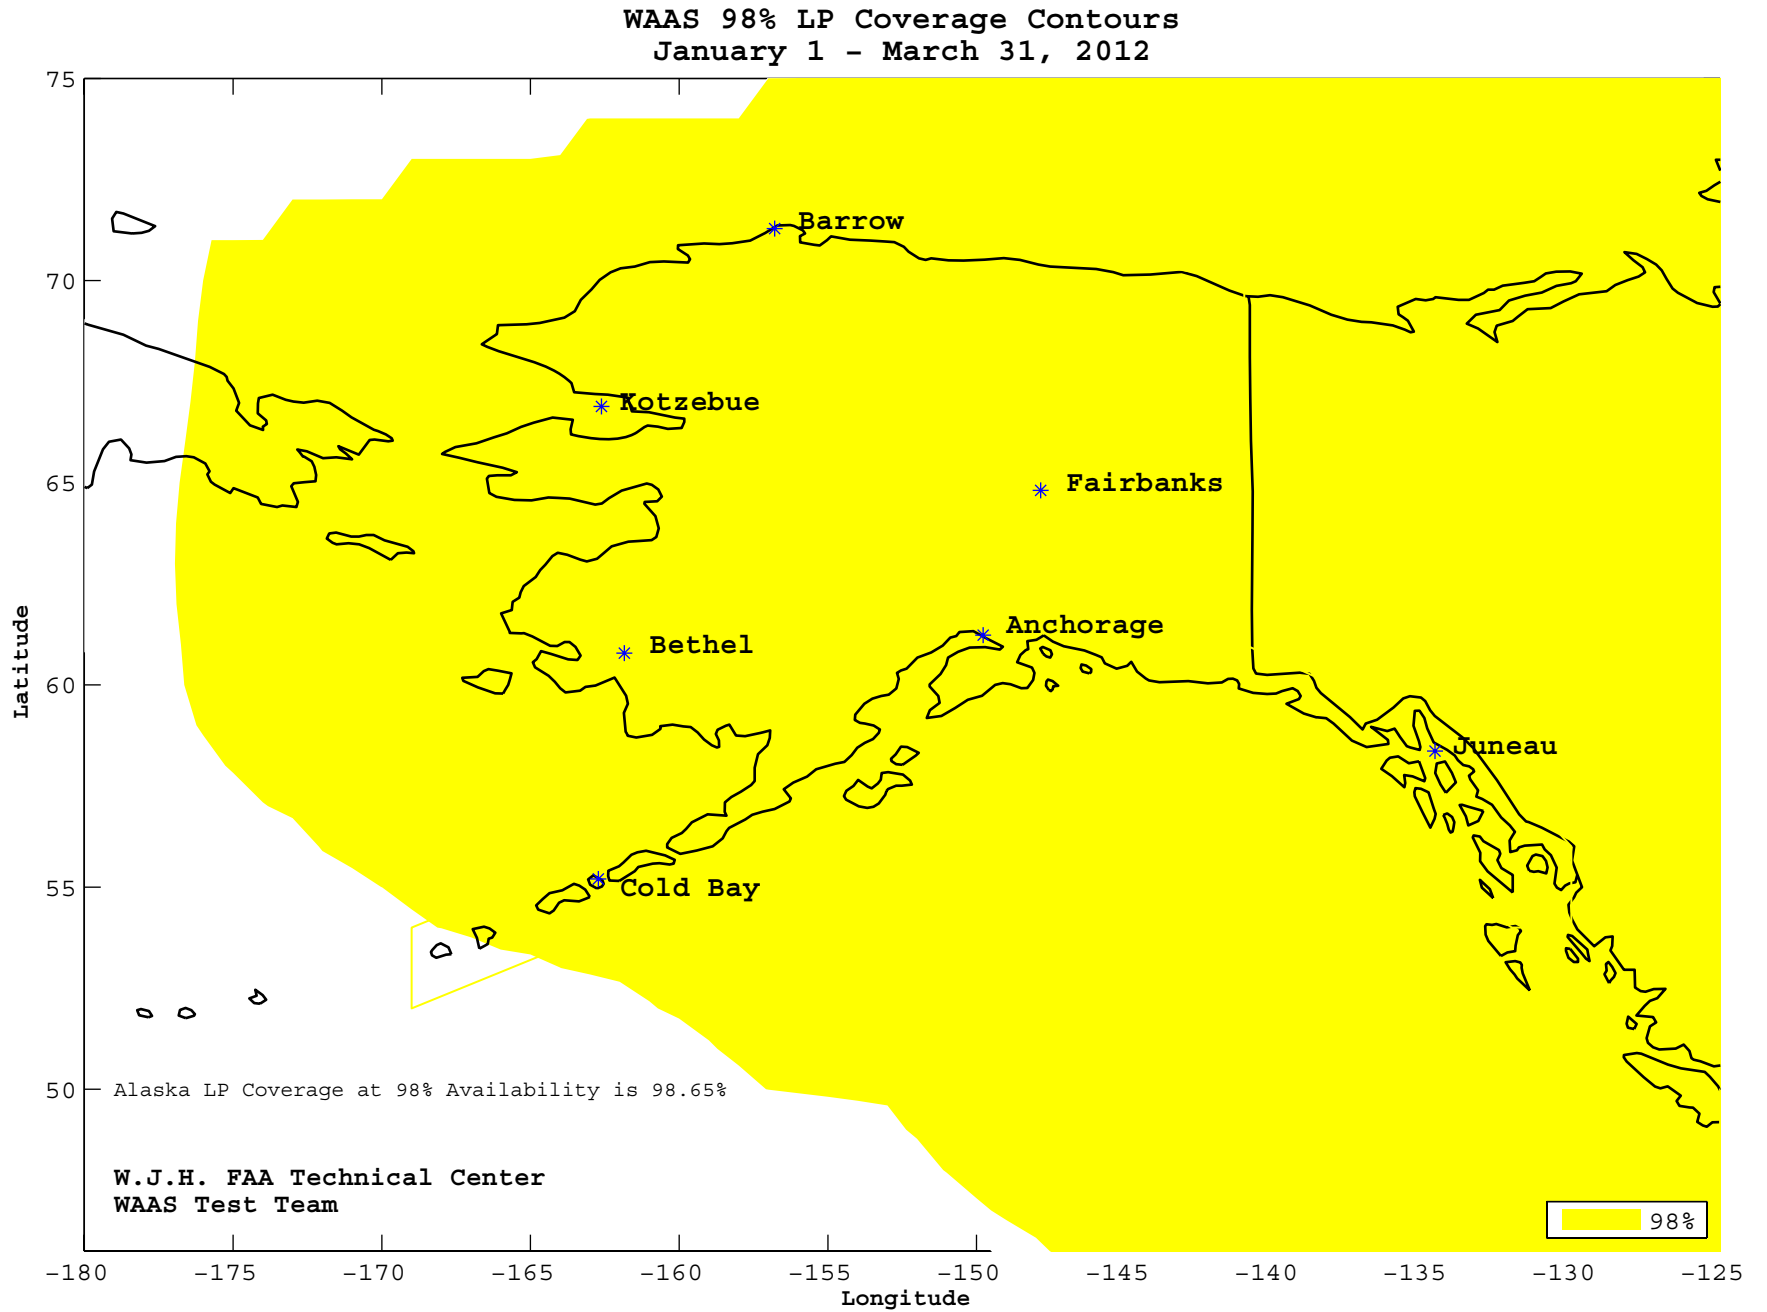 WAAS 98% LP Coverage Contours
January 1 – March 31, 2012
75
70
65
60
55
50
Latitude
Barrow
Kotzebue
Fairbanks
Anchorage
Bethel
Juneau
Cold Bay
Alaska LP Coverage at 98% Availability is 98.65%
W.J.H. FAA Technical Center
WAAS Test Team
98%
−180 −175 −170 −165 −160 −155 −150 −145 −140 −135 −130 −125
Longitude